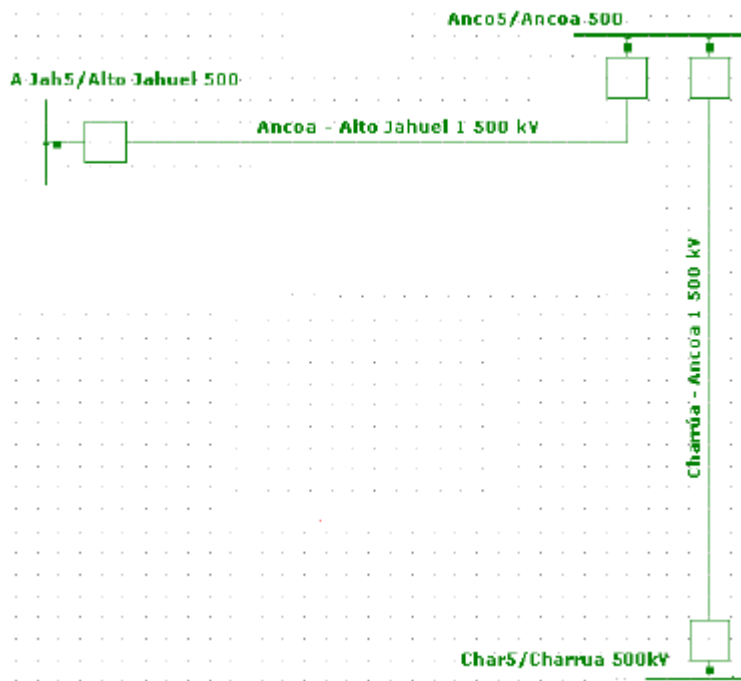 Anco5/Ancoa 500
A Jah5/Alto Jahuel 500
Ancoa - Alto Jahuel 1 500 kV
Charrúa - Ancoa 1 500 kV
Char5/Charrua 500kV